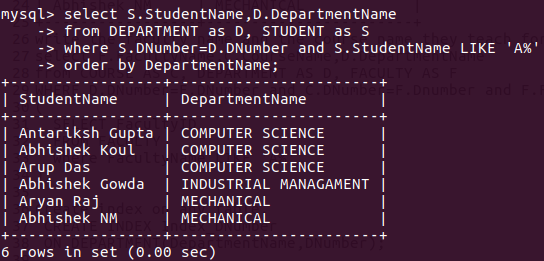 mysql> select S.StudentName,D.DepartmentName
-> from DEPARTMENT as D, STUDENT as S
-> where S.DNumber=D.DNumber and S.StudentName LIKE 'A%'
-> order by DepartmentName;
+-----------------+-----------------------+
| StudentName     | DepartmentName        |
+-----------------+-----------------------+
| Antariksh Gupta | COMPUTER SCIENCE      |
| Abhishek Koul   | COMPUTER SCIENCE      |
| Arup Das        | COMPUTER SCIENCE      |
| Abhishek Gowda  | INDUSTRIAL MANAGAMENT |
| Aryan Raj       | MECHANICAL            |
| Abhishek NM     | MECHANICAL            |
+-----------------+-----------------------+
6 rows in set (0.00 sec)